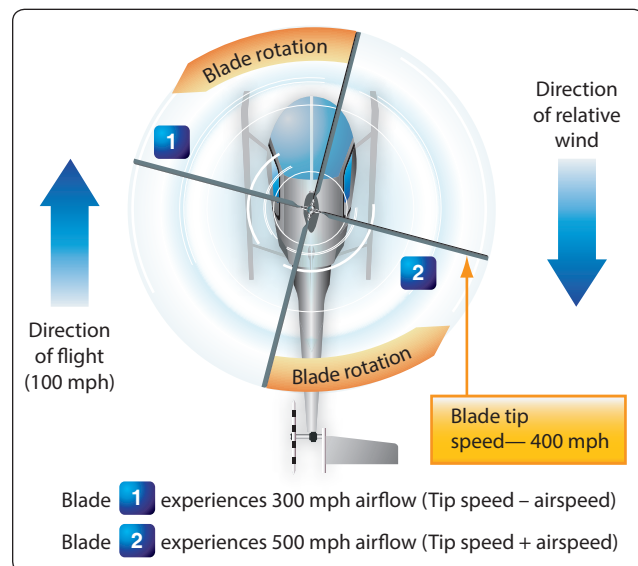 Blade rotation
Direction
of relative
wind
1
2
Direction
of flight
(100 mph)
Blade rotation
Blade tip
speed— 400 mph
Blade 1 experiences 300 mph airflow (Tip speed – airspeed)
Blade 2 experiences 500 mph airflow (Tip speed + airspeed)